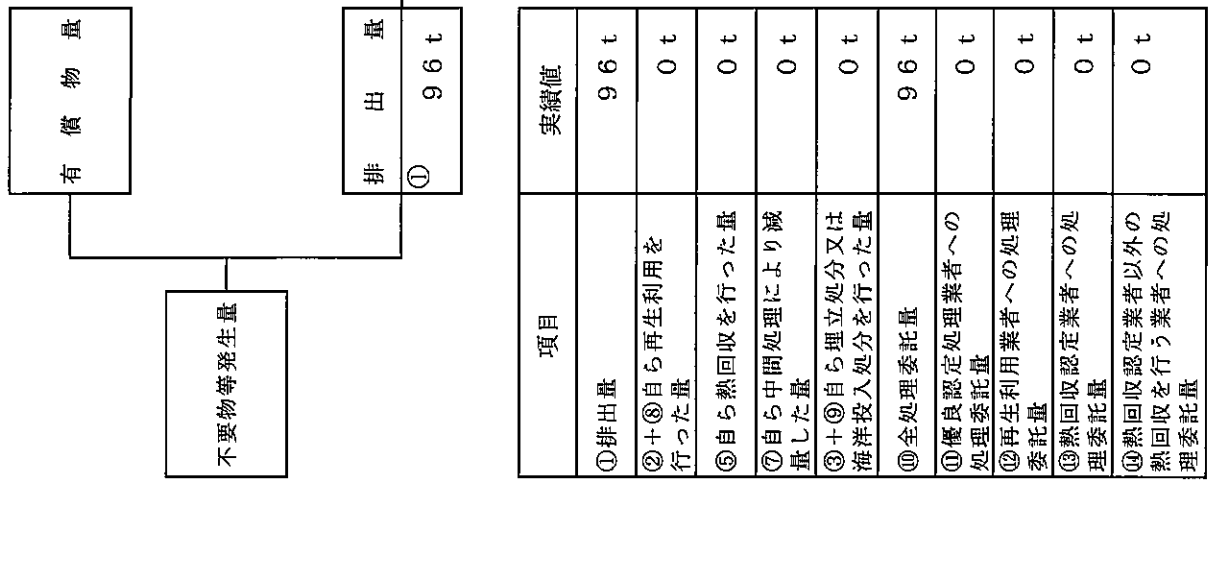 不要物等発生量
有償物量
排出量
①
96t
項目
実績値
①排出量
96t
②+⑧自ら再生利用を
行った量
0t
⑤自ら熱回収を行った量
0t
⑦自ら中間処理により減
量した量
0t
③+⑨自ら埋立処分又は
海洋投入処分を行った量
0t
⑩全処理委託量
96t
⑪優良認定処理業者への
処理委託量
0t
⑫再生利用業者への処理
委託量
0t
⑬熱回収認定業者への処
理委託量
0t
⑭熱回収認定業者以外の
熱回収を行う業者への処
理委託量
0t